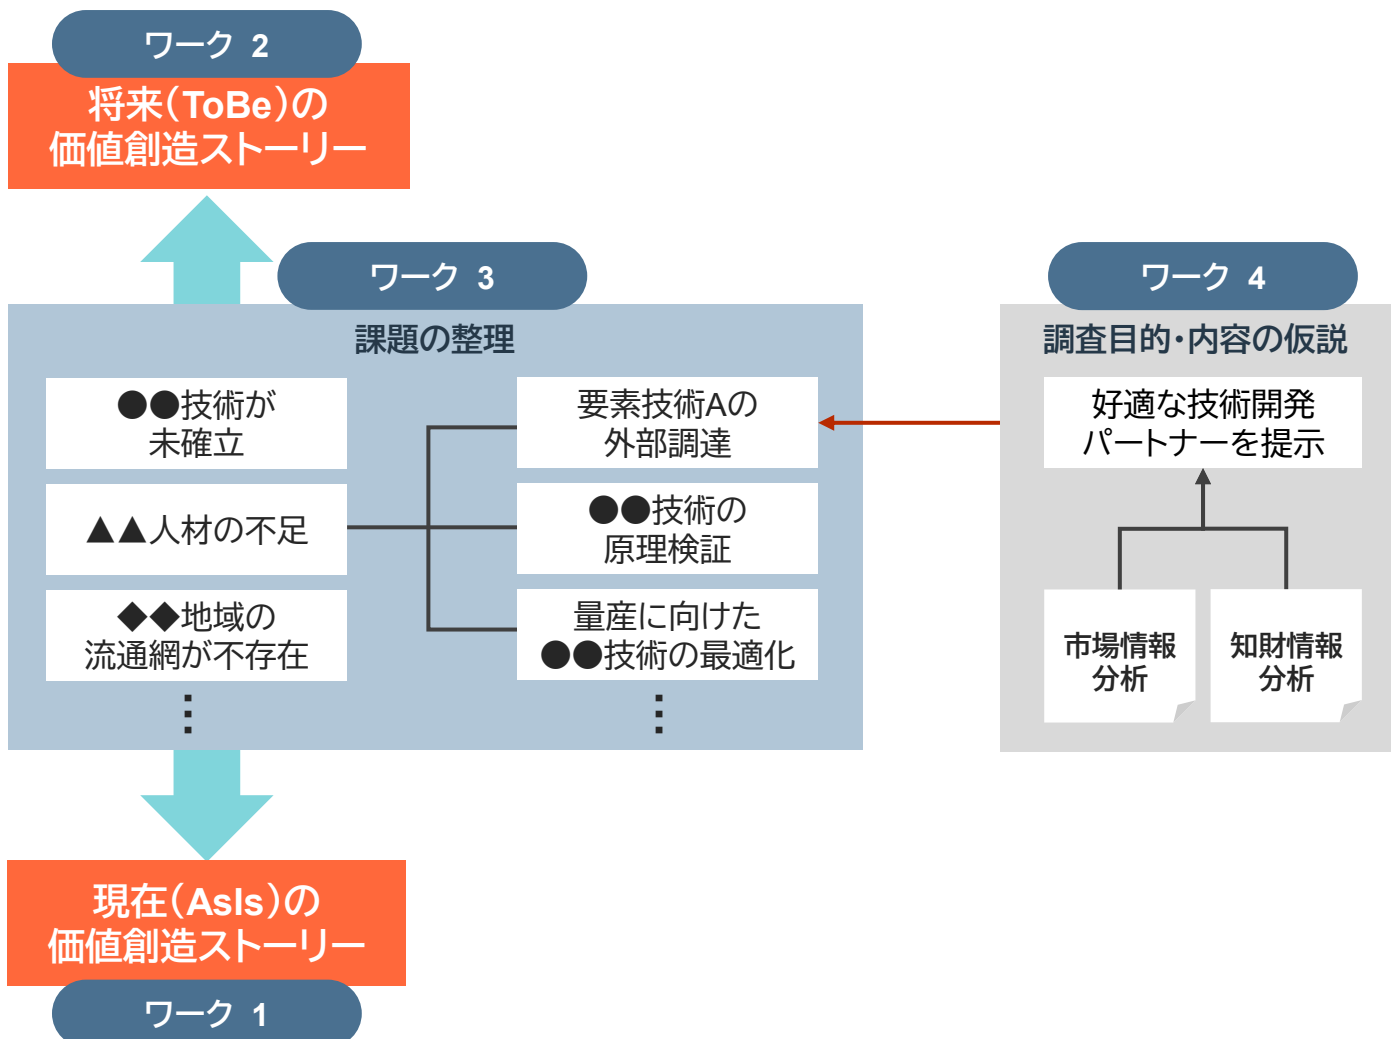 ワーク 2
将来(ToBe)の
価値創造ストーリー
ワーク 3
課題の整理
●●技術が
未確立
▲▲人材の不足
◆◆地域の
流通網が不存在
⋮
要素技術Aの
外部調達
●●技術の
原理検証
量産に向けた
●●技術の最適化
⋮
ワーク 4
調査目的・内容の仮説
好適な技術開発
パートナーを提示
市場情報
分析
知財情報
分析
現在(AsIs)の
価値創造ストーリー
ワーク 1